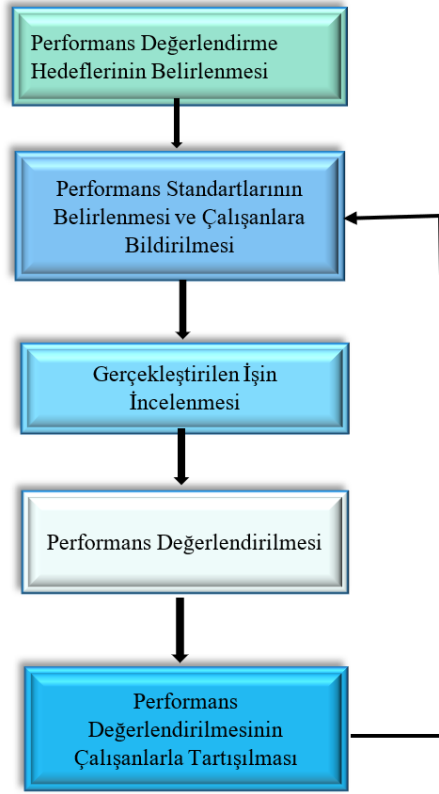 Performans Değerlendirme
Hedeflerinin Belirlenmesi
Performans Standartlarının
Belirlenmesi ve Çalışanlara
Bildirilmesi
Gerçekleştirilen İşin
İncelenmesi
Performans Değerlendirilmesi
Performans
Değerlendirilmesinin
Çalışanlarla Tartışılması